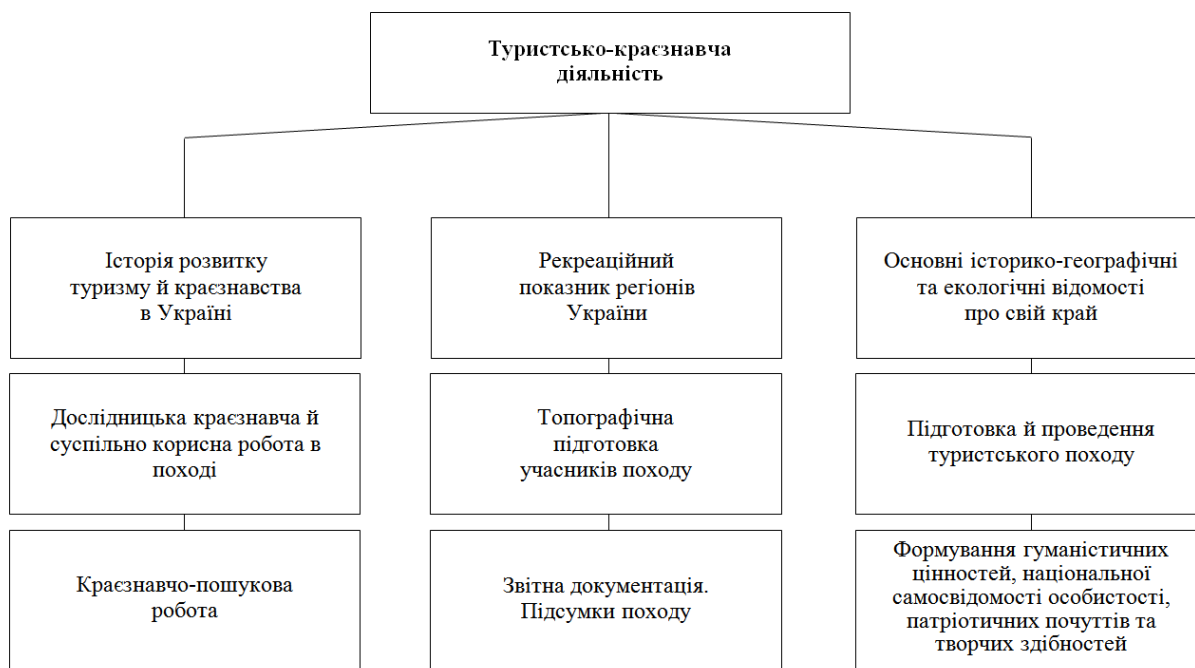 Туристсько-краєзнавча
діяльність
Історія розвитку
туризму й краєзнавства
в Україні
Рекреаційний
показник регіонів
України
Основні історико-географічні
та екологічні відомості
про свій край
Дослідницька краєзнавча й
суспільно корисна робота в
поході
Топографічна
підготовка
учасників походу
Підготовка й проведення
туристського походу
Краєзнавчо-пошукова
робота
Звітна документація.
Підсумки походу
Формування гуманістичних
цінностей, національної
самосвідомості особистості,
патріотичних почуттів та
творчих здібностей